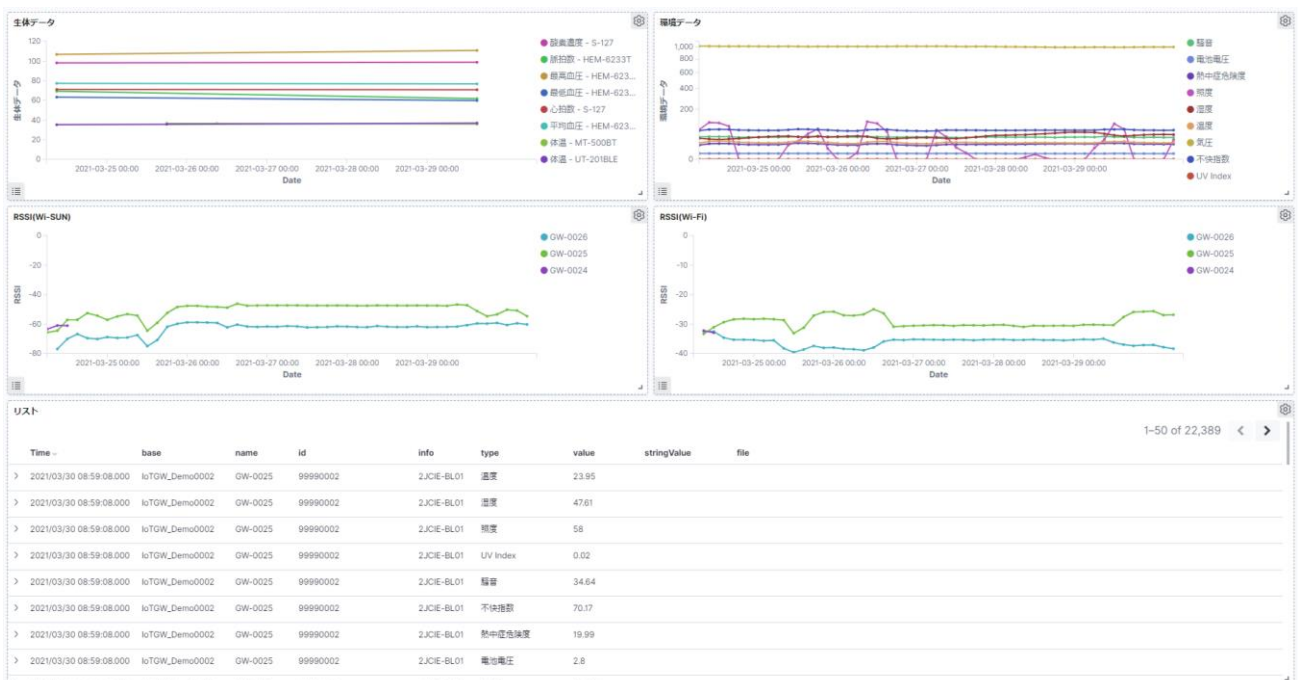 生体データ
120
100
80
60
40
20
0
生体データ
2021-03-25 00:00 2021-03-26 00:00 2021-03-27 00:00 2021-03-28 00:00 2021-03-29 00:00
Date
酸素濃度 - S-127
脈拍数 - HEM-6233T
最高血圧 - HEM-623...
最低血圧 - HEM-623...
心拍数 - S-127
平均血圧 - HEM-623...
体温 - MT-500BT
体温 - UT-201BLE
環境データ
1,000
800
600
400
200
0
環境データ
2021-03-25 00:00 2021-03-26 00:00 2021-03-27 00:00 2021-03-28 00:00 2021-03-29 00:00
Date
騒音
電池電圧
熱中症危険度
照度
湿度
温度
気圧
不快指数
UV Index
RSSI(Wi-SUN)
0
-20
-40
-60
-80
RSSI
2021-03-25 00:00 2021-03-26 00:00 2021-03-27 00:00 2021-03-28 00:00 2021-03-29 00:00
Date
GW-0026
GW-0025
GW-0024
RSSI(Wi-Fi)
0
-10
-20
-30
-40
RSSI
2021-03-25 00:00 2021-03-26 00:00 2021-03-27 00:00 2021-03-28 00:00 2021-03-29 00:00
Date
GW-0026
GW-0025
GW-0024
リスト
1–50 of 22,389
Time base name id info type value stringValue file
2021/03/30 08:59:08.000 IoTGW_Demo0002 GW-0025 99990002 2JCIE-BL01 温度 23.95
2021/03/30 08:59:08.000 IoTGW_Demo0002 GW-0025 99990002 2JCIE-BL01 湿度 47.61
2021/03/30 08:59:08.000 IoTGW_Demo0002 GW-0025 99990002 2JCIE-BL01 照度 58
2021/03/30 08:59:08.000 IoTGW_Demo0002 GW-0025 99990002 2JCIE-BL01 UV Index 0.02
2021/03/30 08:59:08.000 IoTGW_Demo0002 GW-0025 99990002 2JCIE-BL01 騒音 34.64
2021/03/30 08:59:08.000 IoTGW_Demo0002 GW-0025 99990002 2JCIE-BL01 不快指数 70.17
2021/03/30 08:59:08.000 IoTGW_Demo0002 GW-0025 99990002 2JCIE-BL01 熱中症危険度 19.99
2021/03/30 08:59:08.000 IoTGW_Demo0002 GW-0025 99990002 2JCIE-BL01 電池電圧 2.8